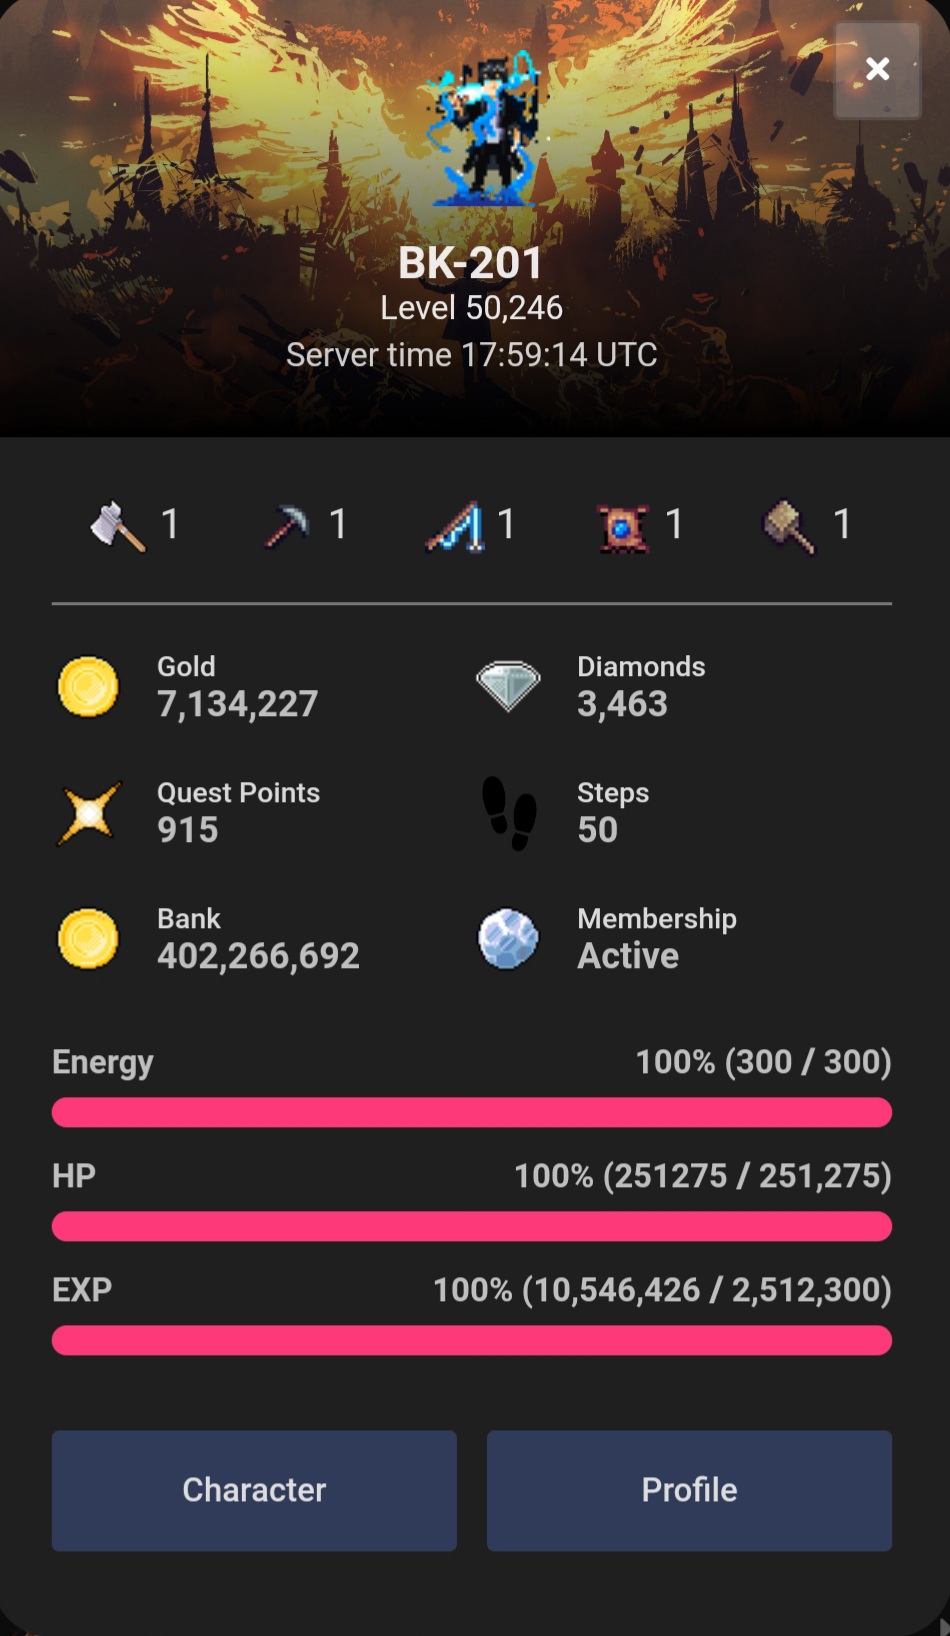 BK-201
Level 50,246
Server time 17:59:14 UTC
1 1 1 1 1
Gold
7,134,227
Diamonds
3,463
Quest Points
915
Steps
50
Bank
402,266,692
Membership
Active
Energy 100% (300 / 300)
HP 100% (251275 / 251,275)
EXP 100% (10,546,426 / 2,512,300)
Character Profile